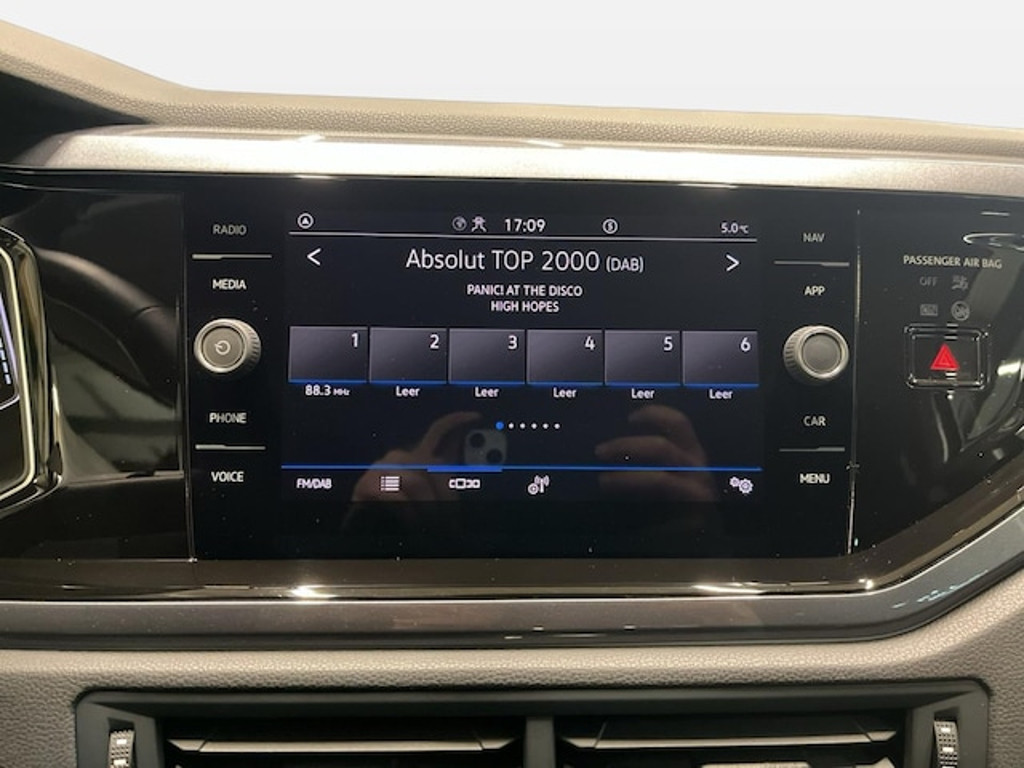 RADIO
MEDIA
PHONE
VOICE
17:09
5.0°C
< Absolut TOP 2000 (DAB) >
PANIC! AT THE DISCO
HIGH HOPES
1 2 3 4 5 6
88.3 MHz Leer Leer Leer Leer Leer
FM/DAB
NAV
APP
CAR
MENU
PASSENGER AIR BAG
OFF